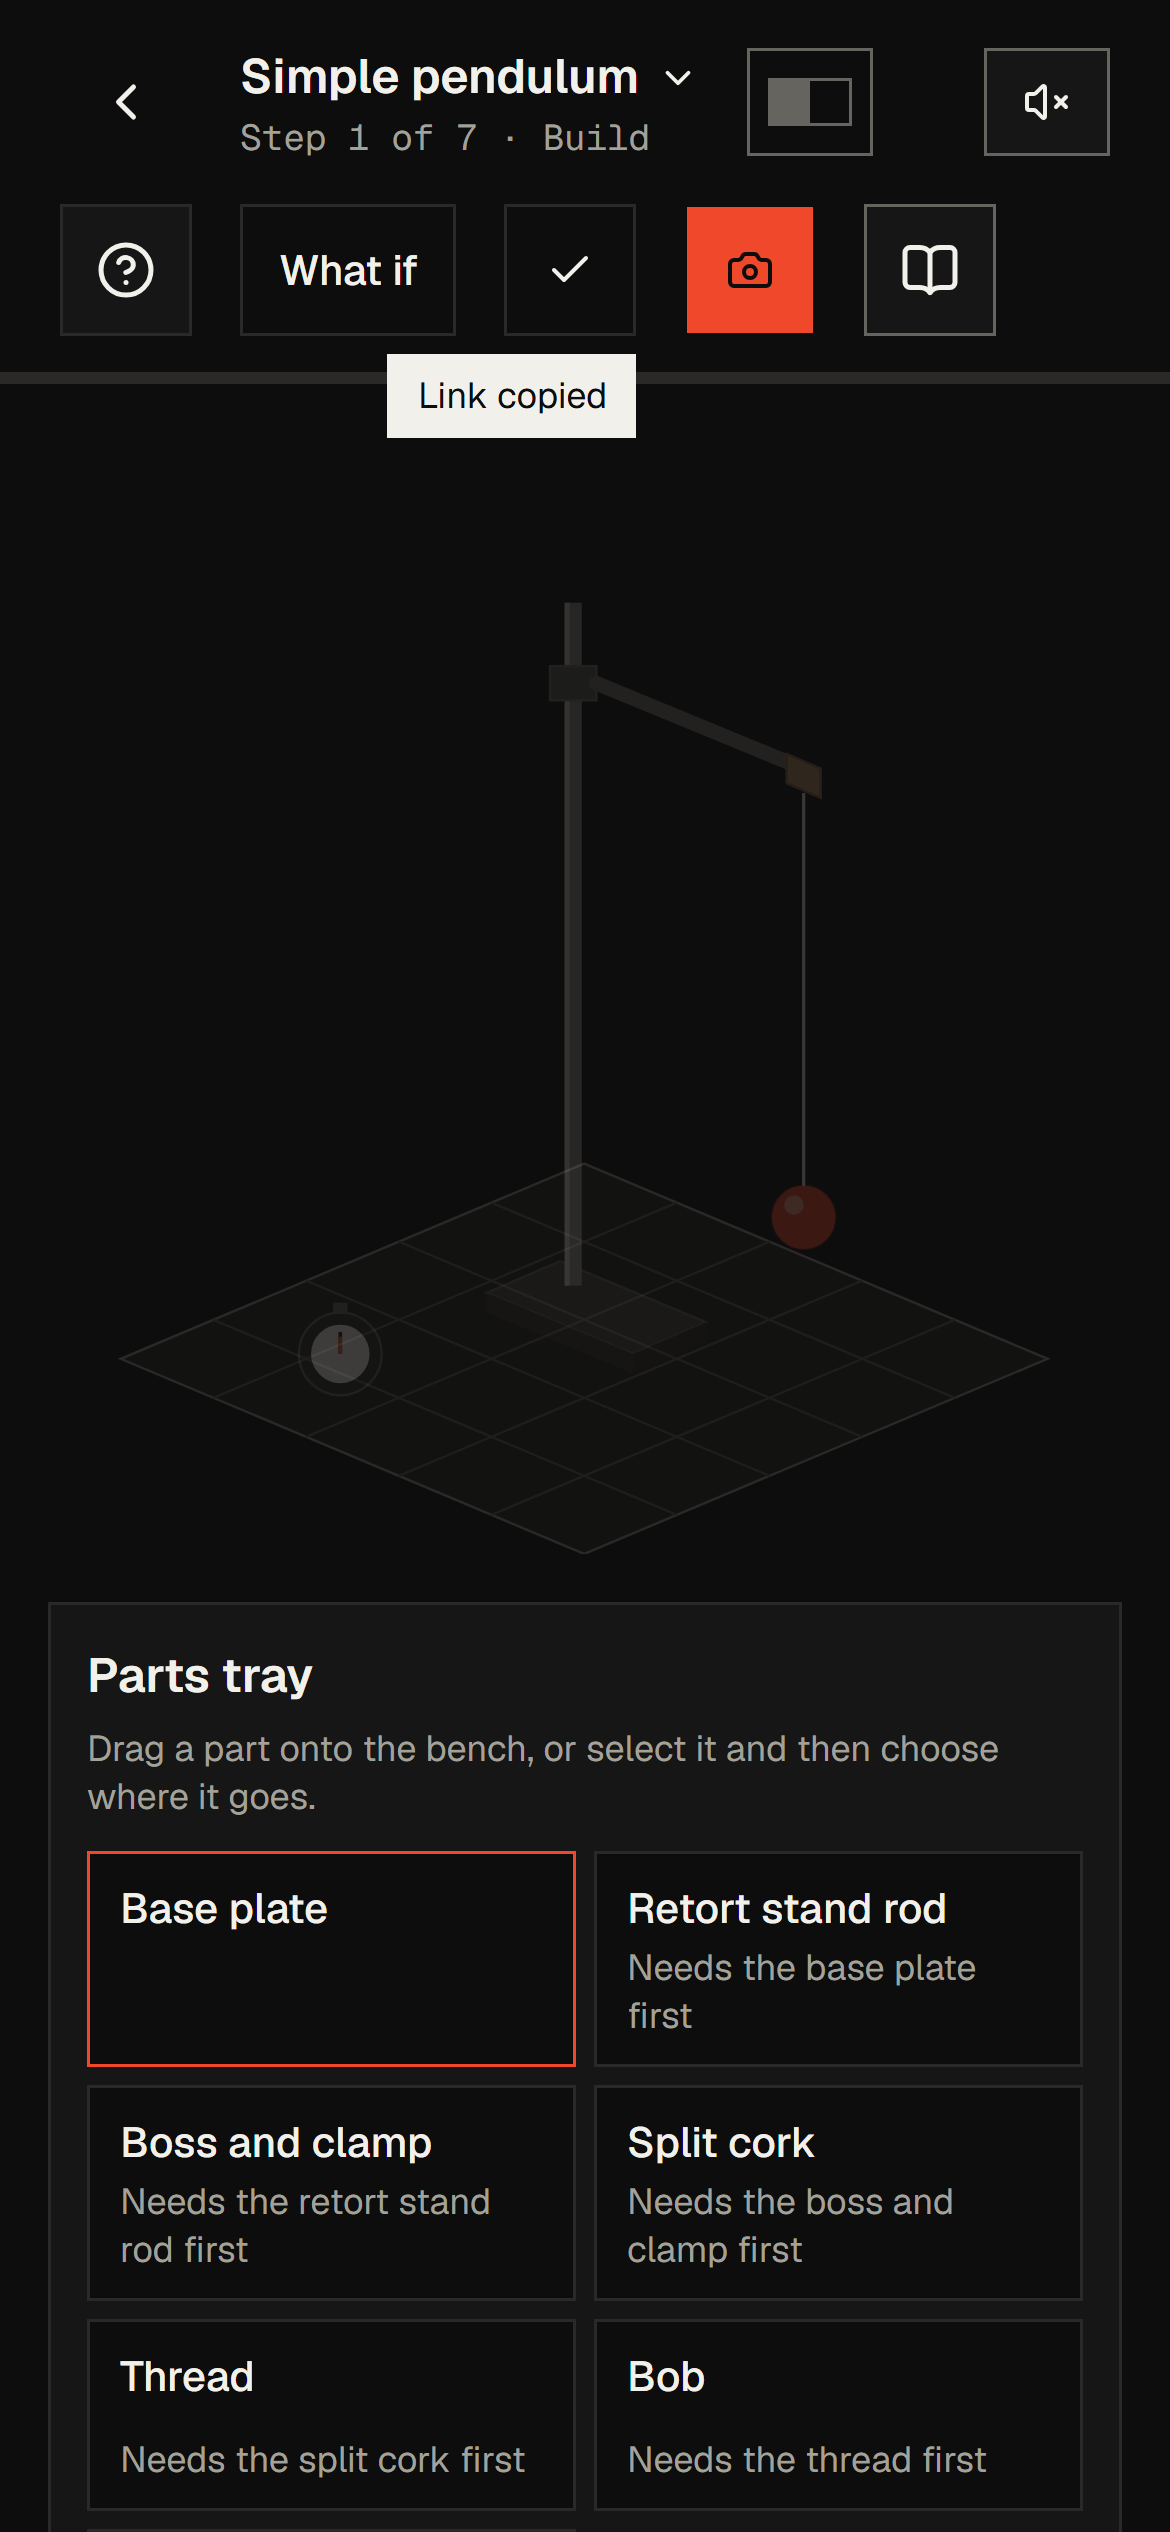 Simple pendulum
Step 1 of 7 · Build
What if
Link copied
Parts tray
Drag a part onto the bench, or select it and then choose
where it goes.
Base plate
Retort stand rod
Needs the base plate
first
Boss and clamp
Needs the retort stand
rod first
Split cork
Needs the boss and
clamp first
Thread
Needs the split cork first
Bob
Needs the thread first